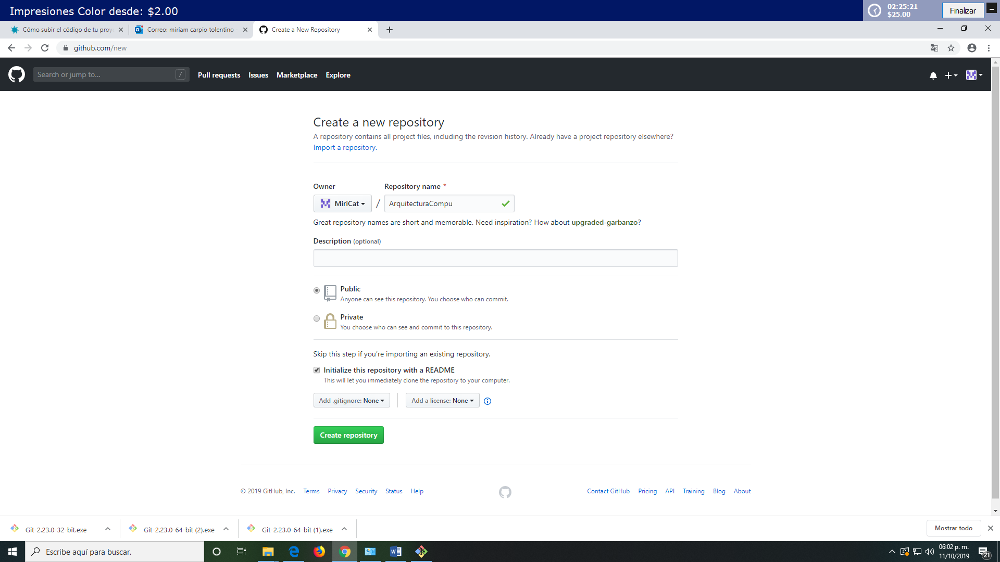 Impresiones Color desde: $2.00
02:25:21
$25.00
Finalizar
Cómo subir el código de tu proy
Correo: miriam carpio tolentino -
Create a New Repository
github.com/new
Search or jump to...
/
Pull requests
Issues
Marketplace
Explore
Create a new repository
A repository contains all project files, including the revision history. Already have a project repository elsewhere?
Import a repository.
Owner
Repository name *
MiriCat
/
ArquitecturaCompu
Great repository names are short and memorable. Need inspiration? How about upgraded-garbanzo?
Description (optional)
Public
Anyone can see this repository. You choose who can commit.
Private
You choose who can see and commit to this repository.
Skip this step if you're importing an existing repository.
Initialize this repository with a README
This will let you immediately clone the repository to your computer.
Add .gitignore: None
Add a license: None
Create repository
© 2019 GitHub, Inc.
Terms
Privacy
Security
Status
Help
Contact GitHub
Pricing
API
Training
Blog
About
Git-2.23.0-32-bit.exe
Git-2.23.0-64-bit (2).exe
Git-2.23.0-64-bit (1).exe
Mostrar todo
Escribe aquí para buscar.
06:02 p. m.
11/10/2019
21